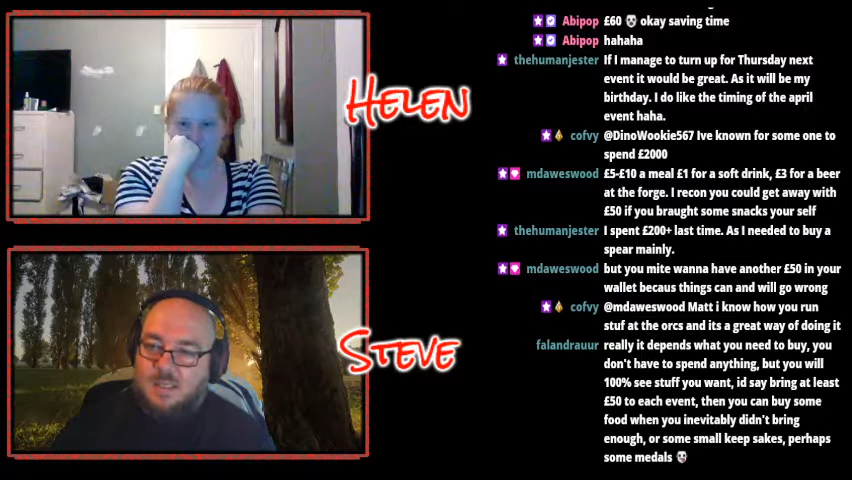 Helen
Steve
Abipop £60 💀 okay saving time
Abipop hahaha
thehumanjester If I manage to turn up for Thursday next
event it would be great. As it will be my
birthday. I do like the timing of the april
event haha.
cofvy @DinoWookie567 Ive known for some one to
spend £2000
mdaweswood £5-£10 a meal £1 for a soft drink, £3 for a beer
at the forge. I recon you could get away with
£50 if you braught some snacks your self
thehumanjester I spent £200+ last time. As I needed to buy a
spear mainly.
mdaweswood but you mite wanna have another £50 in your
wallet becaus things can and will go wrong
cofvy @mdaweswood Matt i know how you run
stuf at the orcs and its a great way of doing it
falandrauur really it depends what you need to buy, you
don't have to spend anything, but you will
100% see stuff you want, id say bring at least
£50 to each event, then you can buy some
food when you inevitably didn't bring
enough, or some small keep sakes, perhaps
some medals 💀